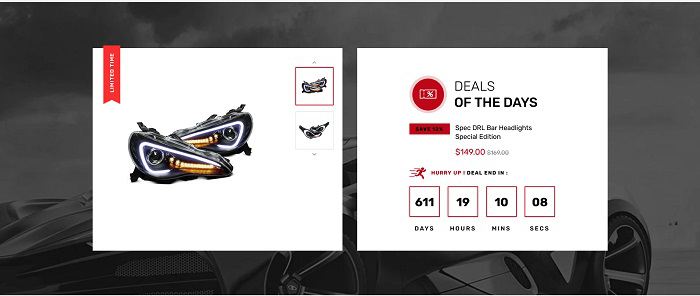 LIMITED TIME
DEALS
OF THE DAYS
SAVE 12%
Spec DRL Bar Headlights
Special Edition
$149.00 $169.00
HURRY UP ! DEAL END IN :
611 19 10 08
DAYS HOURS MINS SECS